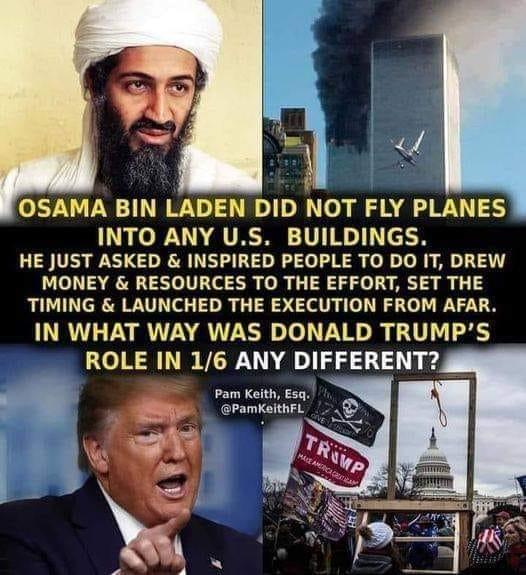 OSAMA BIN LADEN DID NOT FLY PLANES
INTO ANY U.S. BUILDINGS.
HE JUST ASKED & INSPIRED PEOPLE TO DO IT, DREW
MONEY & RESOURCES TO THE EFFORT, SET THE
TIMING & LAUNCHED THE EXECUTION FROM AFAR.
IN WHAT WAY WAS DONALD TRUMP'S
ROLE IN 1/6 ANY DIFFERENT?
Pam Keith, Esq.
@PamKeithFL
TRUMP
MAKE AMERICA GREAT AGAIN